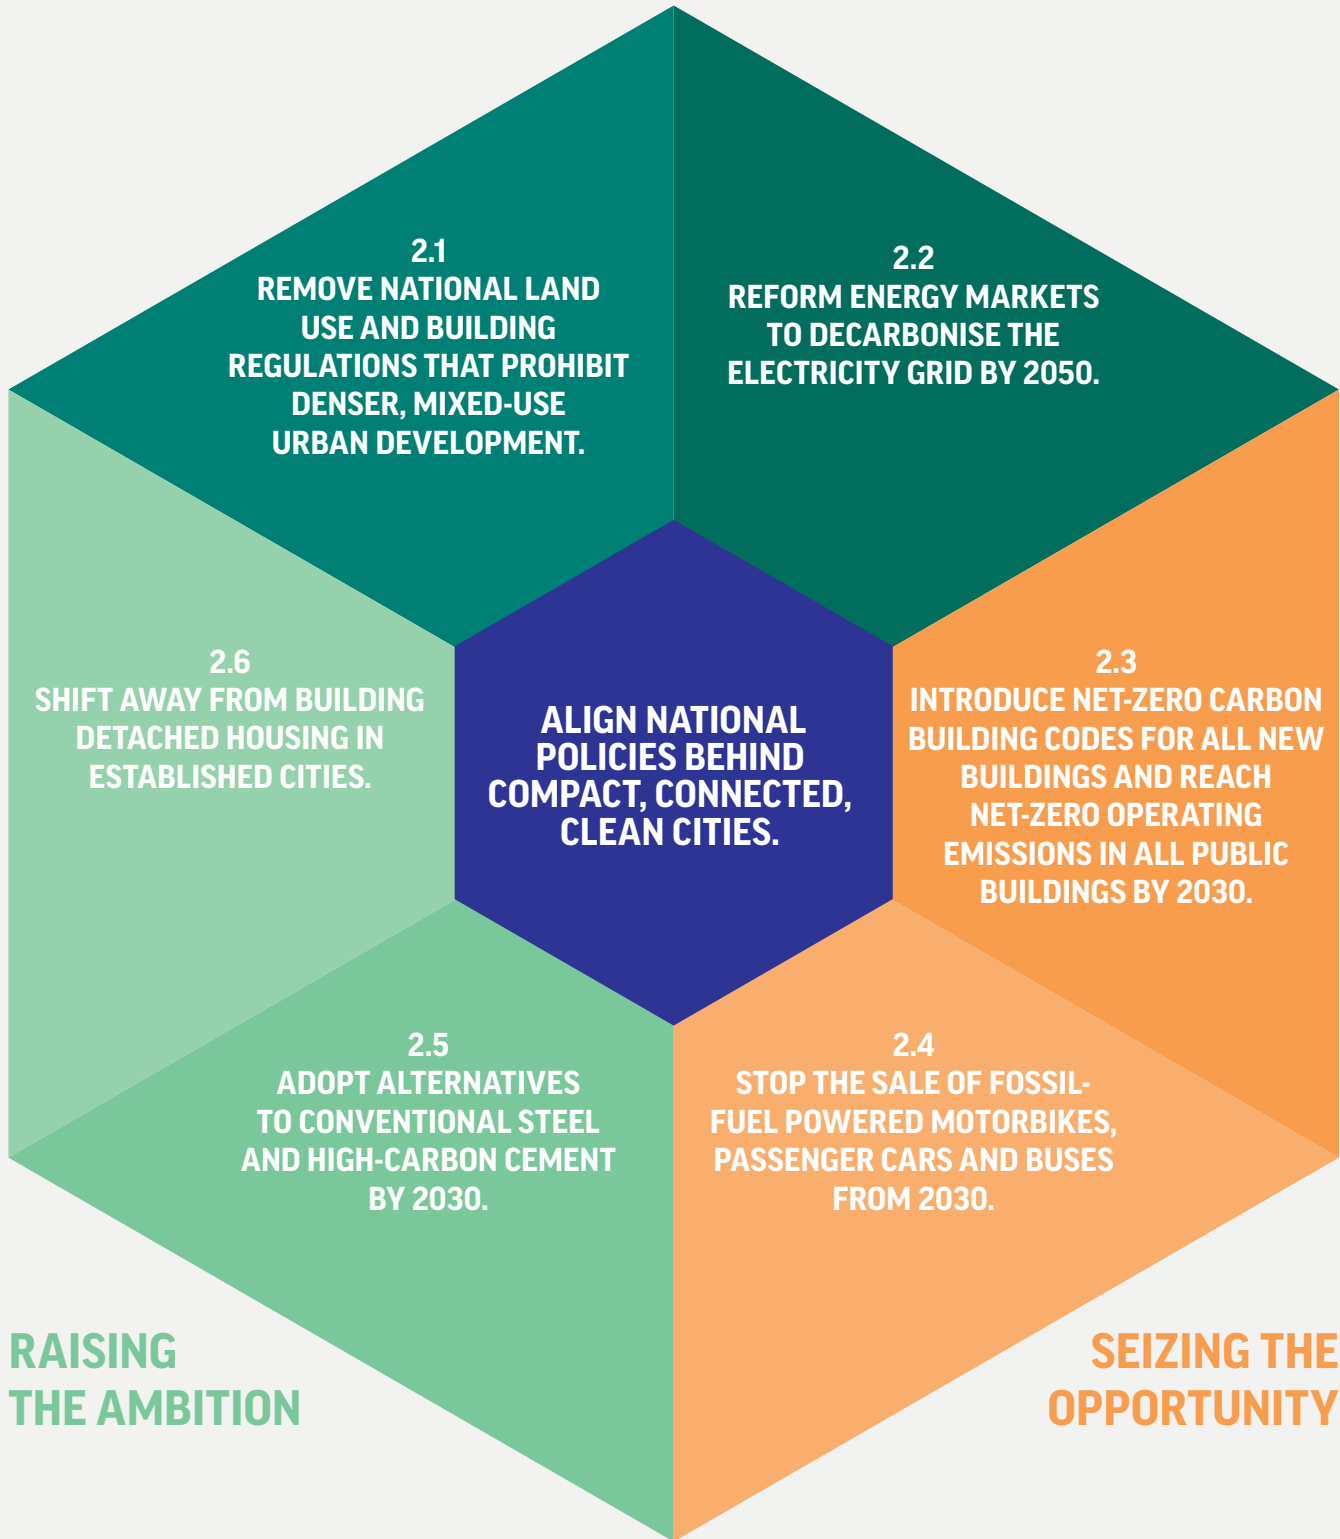 2.1
REMOVE NATIONAL LAND
USE AND BUILDING
REGULATIONS THAT PROHIBIT
DENSER, MIXED-USE
URBAN DEVELOPMENT.
2.2
REFORM ENERGY MARKETS
TO DECARBONISE THE
ELECTRICITY GRID BY 2050.
2.6
SHIFT AWAY FROM BUILDING
DETACHED HOUSING IN
ESTABLISHED CITIES.
ALIGN NATIONAL
POLICIES BEHIND
COMPACT, CONNECTED,
CLEAN CITIES.
2.3
INTRODUCE NET-ZERO CARBON
BUILDING CODES FOR ALL NEW
BUILDINGS AND REACH
NET-ZERO OPERATING
EMISSIONS IN ALL PUBLIC
BUILDINGS BY 2030.
2.5
ADOPT ALTERNATIVES
TO CONVENTIONAL STEEL
AND HIGH-CARBON CEMENT
BY 2030.
2.4
STOP THE SALE OF FOSSIL-
FUEL POWERED MOTORBIKES,
PASSENGER CARS AND BUSES
FROM 2030.
RAISING
THE AMBITION
SEIZING THE
OPPORTUNITY